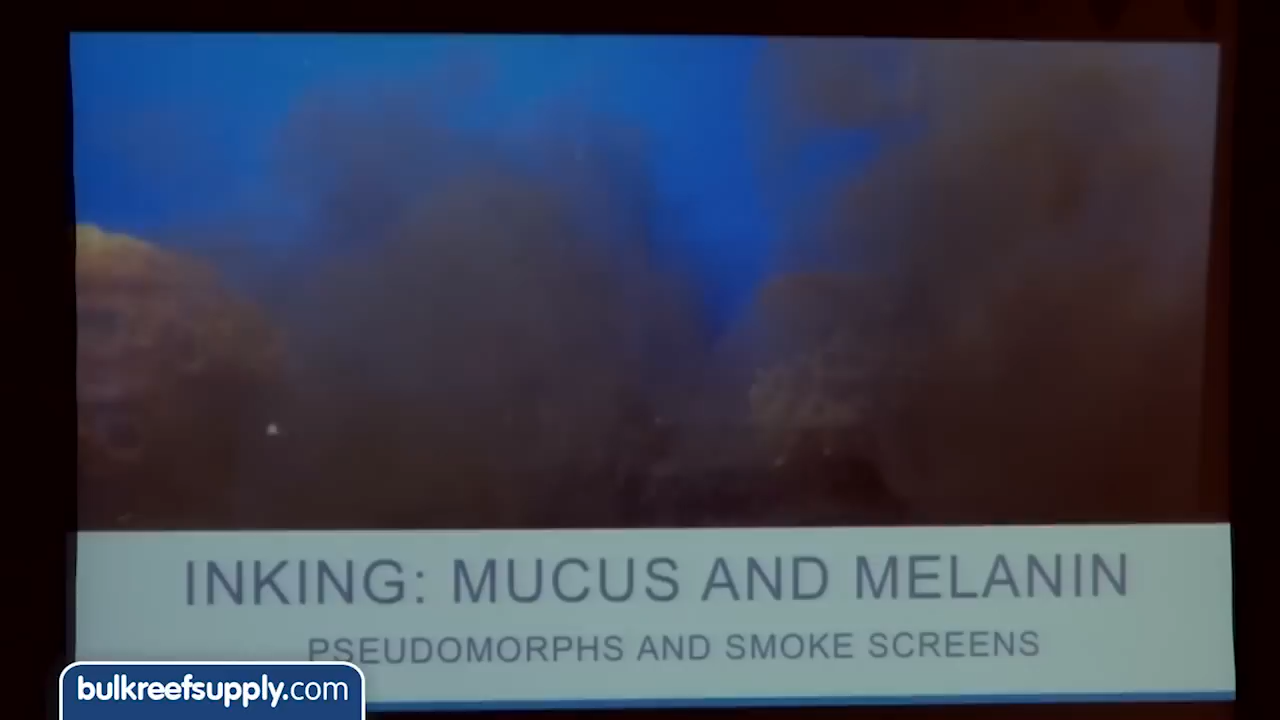 INKING: MUCUS AND MELANIN
PSEUDOMORPHS AND SMOKE SCREENS
bulkreefsupply.com